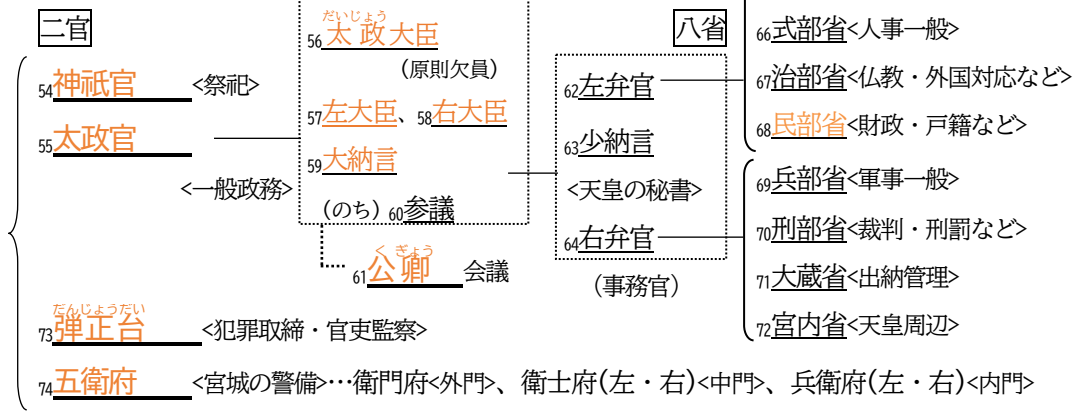 二官
54神祇官<祭祀>
55太政官
<一般政務>
だいじょう
56太政大臣
(原則欠員)
57左大臣、58右大臣
59大納言
(のち) 60参議
くぎょう
61公卿会議
八省
62左弁官
63少納言
<天皇の秘書>
64右弁官
(事務官)
66式部省<人事一般>
67治部省<仏教・外国対応など>
68民部省<財政・戸籍など>
69兵部省<軍事一般>
70刑部省<裁判・刑罰など>
71大蔵省<出納管理>
72宮内省<天皇周辺>
だんじょうだい
73弾正台<犯罪取締・官吏監察>
74五衛府<宮城の警備>…衛門府<外門>、衛士府(左・右)<中門>、兵衛府(左・右)<内門>